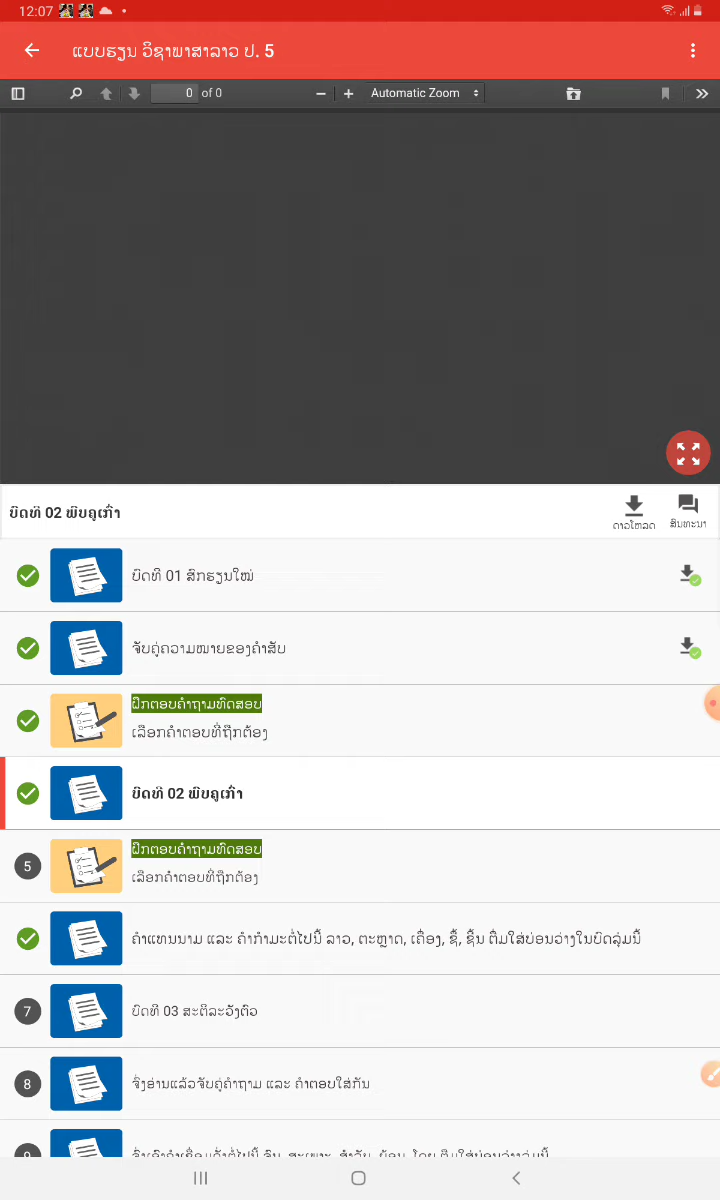 12:07
ແບບຮຽນ ວິຊາພາສາລາວ ປ. 5
0 of 0 Automatic Zoom
ບົດທີ 02 ພົບຄູເກົ່າ
ດາວໂຫລດ ສົນທະນາ
ບົດທີ 01 ສົກຮຽນໃໝ່
ຈັບຄູ່ຄວາມໝາຍຂອງຄຳສັບ
ຝຶກຕອບຄຳຖາມທົດສອບ
ເລືອກຄຳຕອບທີ່ຖືກຕ້ອງ
ບົດທີ 02 ພົບຄູເກົ່າ
ຝຶກຕອບຄຳຖາມທົດສອບ
5
ເລືອກຄຳຕອບທີ່ຖືກຕ້ອງ
ຄຳແທນນາມ ແລະ ຄຳກຳມະຕໍ່ໄປນີ້ ລາວ, ຕະຫຼາດ, ເຄື່ອງ, ຊື້, ຊີ້ນ ຕື່ມໃສ່ບ່ອນວ່າງໃນບົດລຸ່ມນີ້
7 ບົດທີ 03 ສະຕິລະວັງຕົວ
8 ຈົ່ງອ່ານແລ້ວຈັບຄູ່ຄຳຖາມ ແລະ ຄຳຕອບໃສ່ກັນ